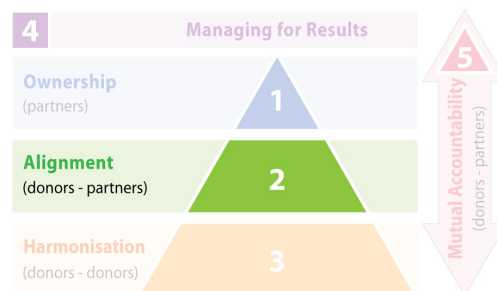 4 Managing for Results
Ownership
(partners)
1
Alignment
(donors - partners)
2
Harmonisation
(donors - donors)
3
5
Mutual Accountability
(donors - partners)